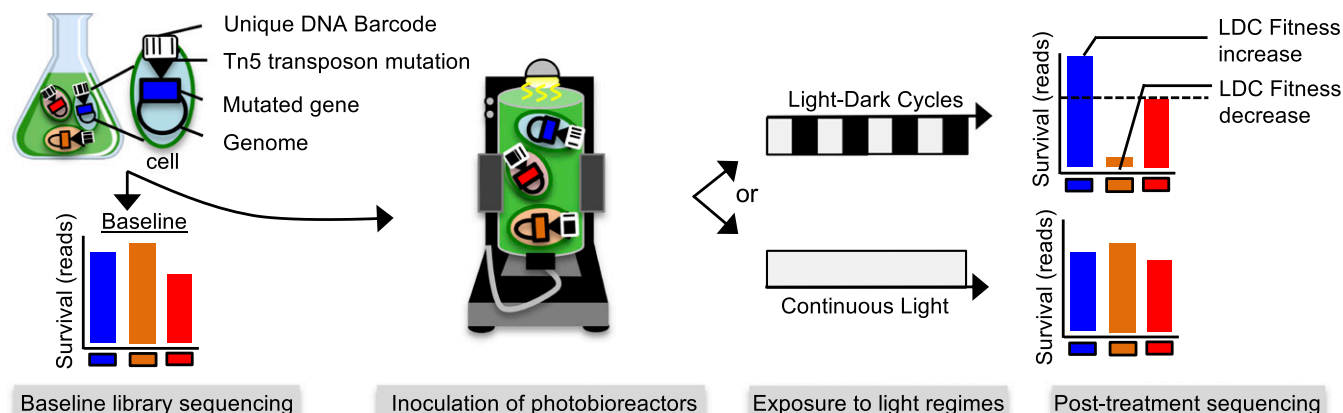 Unique DNA Barcode
Tn5 transposon mutation
Mutated gene
Genome
cell
Baseline
Survival (reads)
Baseline library sequencing
Inoculation of photobioreactors
Light-Dark Cycles
or
Continuous Light
Exposure to light regimes
LDC Fitness
increase
LDC Fitness
decrease
Survival (reads)
Survival (reads)
Post-treatment sequencing